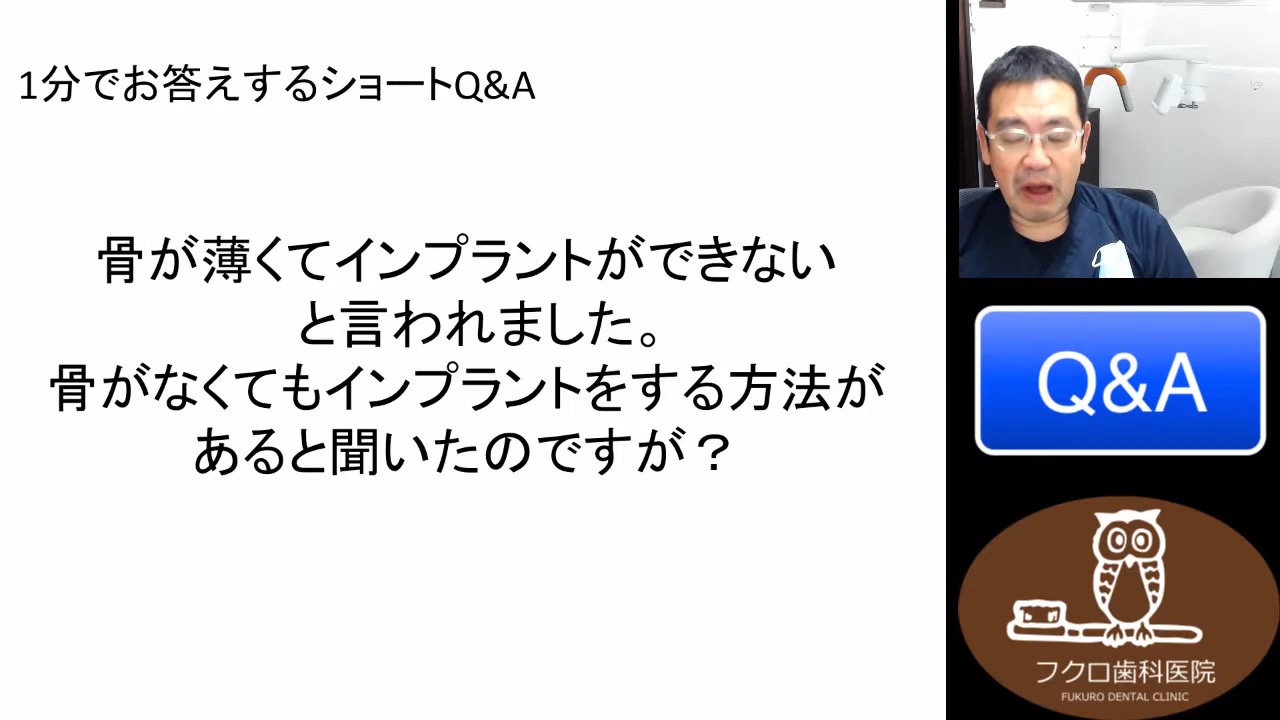 1分でお答えするショートQ&A
骨が薄くてインプラントができない
と言われました。
骨がなくてもインプラントをする方法が
あると聞いたのですが？
Q&A
フクロ歯科医院
FUKURO DENTAL CLINIC